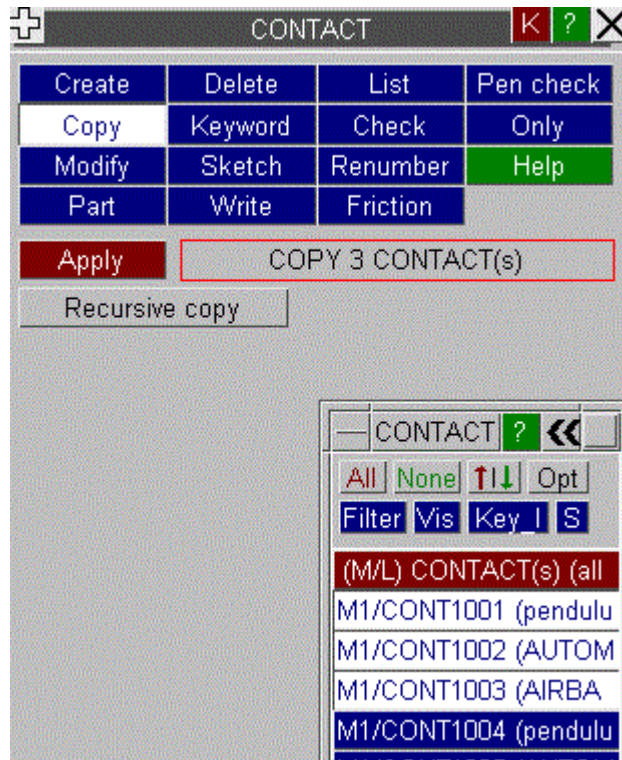 CONTACT K ?
Create Delete List Pen check
Copy Keyword Check Only
Modify Sketch Renumber Help
Part Write Friction
Apply COPY 3 CONTACT(s)
Recursive copy
CONTACT ?
All None Opt
Filter Vis Key_I S
(M/L) CONTACT(s) (all
M1/CONT1001 (pendulu
M1/CONT1002 (AUTOM
M1/CONT1003 (AIRBA
M1/CONT1004 (pendulu